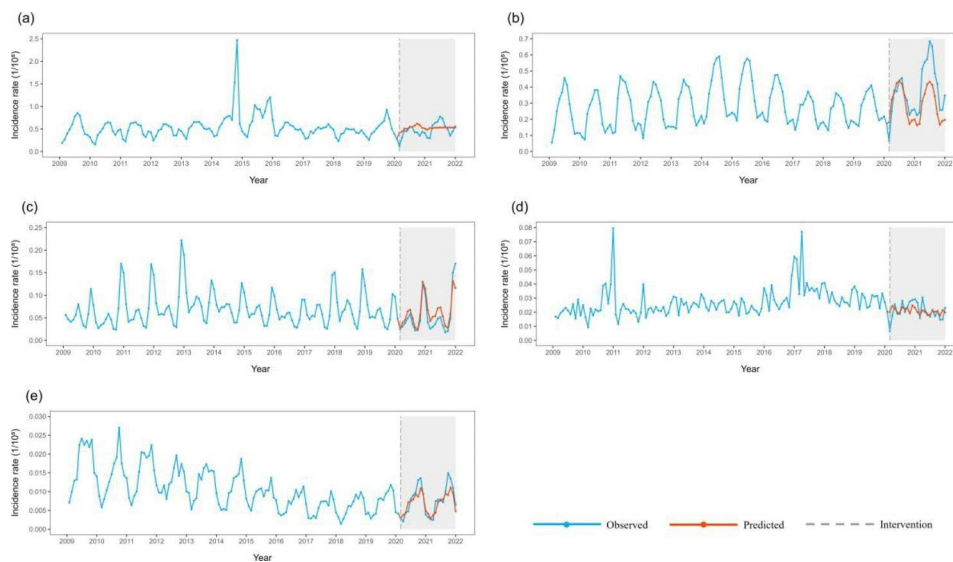 (a)
Incidence rate (1/10⁵)
2.5
2.0
1.5
1.0
0.5
0.0
2009 2010 2011 2012 2013 2014 2015 2016 2017 2018 2019 2020 2021 2022
Year
(b)
Incidence rate (1/10⁵)
0.7
0.6
0.5
0.4
0.3
0.2
0.1
0.0
2009 2010 2011 2012 2013 2014 2015 2016 2017 2018 2019 2020 2021 2022
Year
(c)
Incidence rate (1/10⁵)
0.25
0.20
0.15
0.10
0.05
0.00
2009 2010 2011 2012 2013 2014 2015 2016 2017 2018 2019 2020 2021 2022
Year
(d)
Incidence rate (1/10⁵)
0.08
0.07
0.06
0.05
0.04
0.03
0.02
0.01
0.00
2009 2010 2011 2012 2013 2014 2015 2016 2017 2018 2019 2020 2021 2022
Year
(e)
Incidence rate (1/10⁵)
0.030
0.025
0.020
0.015
0.010
0.005
0.000
2009 2010 2011 2012 2013 2014 2015 2016 2017 2018 2019 2020 2021 2022
Year
Observed Predicted Intervention